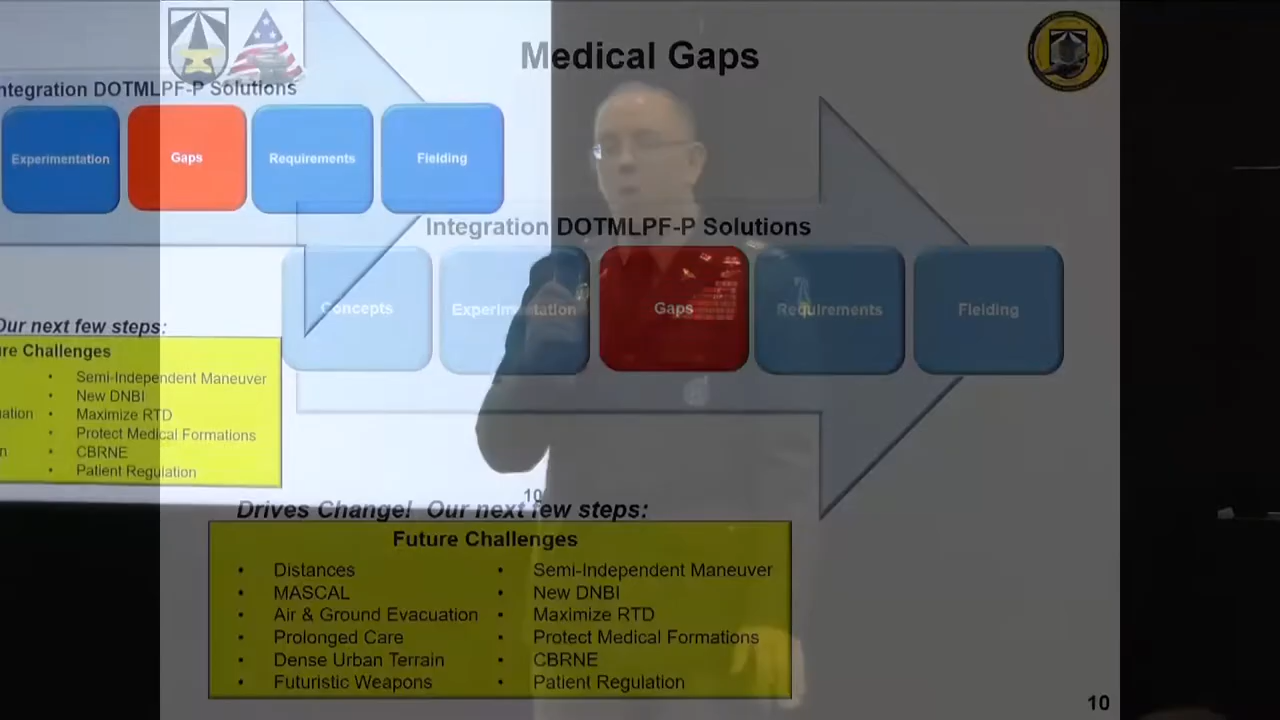 Medical Gaps
ntegration DOTMLPF-P Solutions
Experimentation
Gaps
Requirements
Fielding
Integration DOTMLPF-P Solutions
Concepts
Experimentation
Gaps
Requirements
Fielding
Our next few steps:
re Challenges
• Semi-Independent Maneuver
• New DNBI
uation • Maximize RTD
• Protect Medical Formations
n • CBRNE
• Patient Regulation
10
Drives Change! Our next few steps:
Future Challenges
• Distances
• MASCAL
• Air & Ground Evacuation
• Prolonged Care
• Dense Urban Terrain
• Futuristic Weapons
• Semi-Independent Maneuver
• New DNBI
• Maximize RTD
• Protect Medical Formations
• CBRNE
• Patient Regulation
10